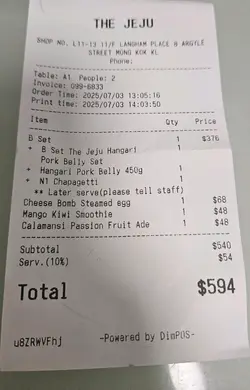 THE JEJU
SHOP NO. L11-13 11/F LANGHAM PLACE 8 ARGYLE
STREET MONG KOK KL
Phone:
Table: A1 People: 2
Invoice: 099-6833
Order Time: 2025/07/03 13:05:16
Print time: 2025/07/03 14:03:50
Item Qty Price
B Set 1 $376
+ B Set The Jeju Hangari 1
Pork Belly Set
+ Hangari Pork Belly 450g 1
+ N1 Chapagetti 1
** Later serve(please tell staff)
Cheese Bomb Steamed egg 1 $68
Mango Kiwi Smoothie 1 $48
Calamansi Passion Fruit Ade 1 $48
Subtotal $540
Serv.(10%) $54
Total $594
u8ZRWVFhj -Powered by DimPOS-